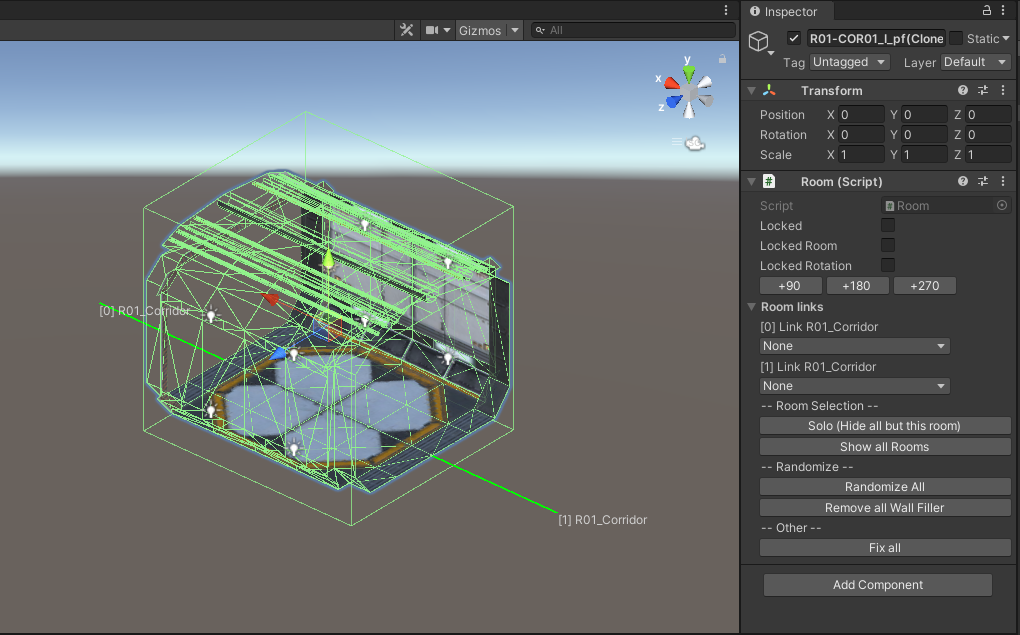 Gizmos
All
y
x
z
[0] R01_Corridor
[1] R01_Corridor
Inspector
R01-COR01_I_pf(Clone
Static
Tag Untagged Layer Default
Transform
Position X 0 Y 0 Z 0
Rotation X 0 Y 0 Z 0
Scale X 1 Y 1 Z 1
# Room (Script)
Script # Room
Locked
Locked Room
Locked Rotation
+90 +180 +270
Room links
[0] Link R01_Corridor
None
[1] Link R01_Corridor
None
-- Room Selection --
Solo (Hide all but this room)
Show all Rooms
-- Randomize --
Randomize All
Remove all Wall Filler
-- Other --
Fix all
Add Component